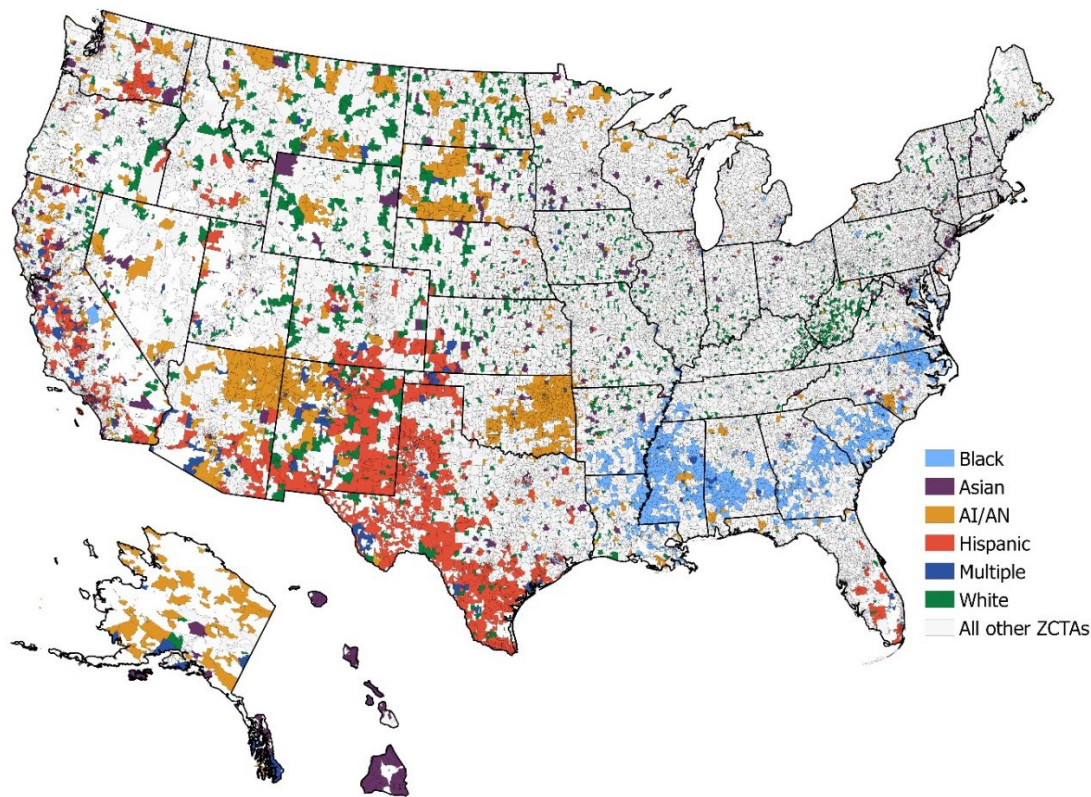 Black
Asian
AI/AN
Hispanic
Multiple
White
All other ZCTAs